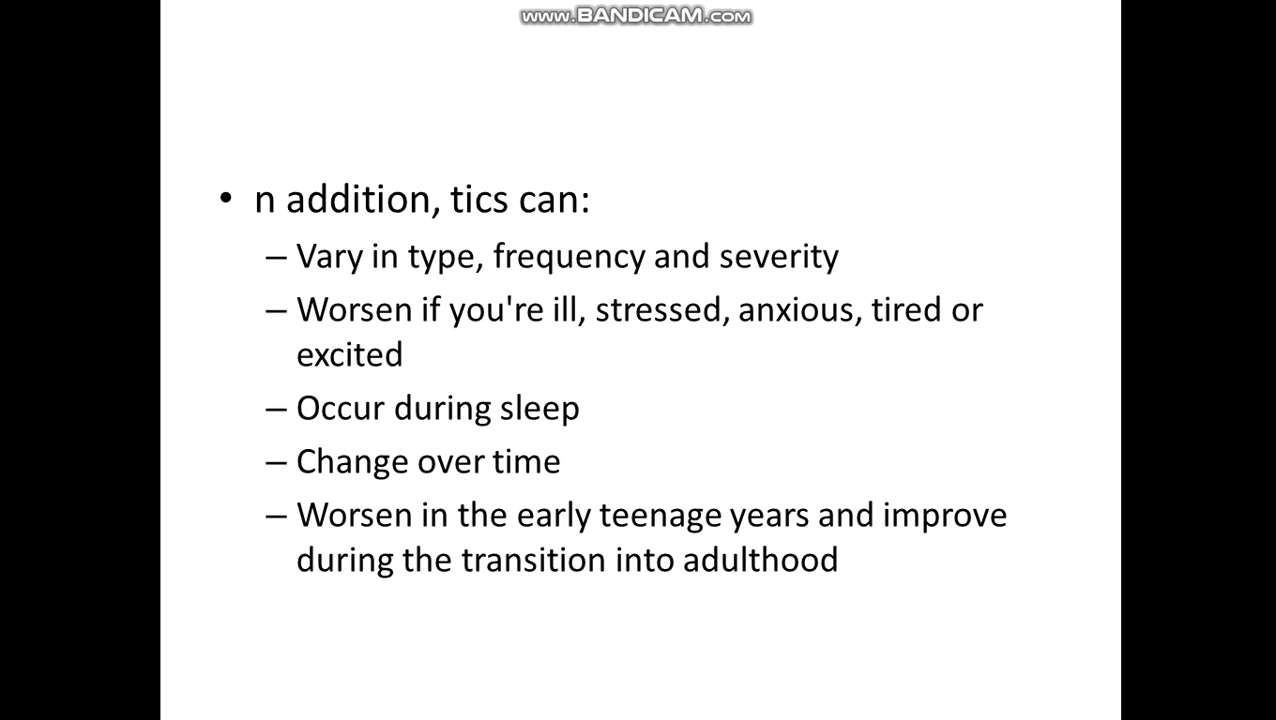 www.BANDICAM.com
• n addition, tics can:
– Vary in type, frequency and severity
– Worsen if you're ill, stressed, anxious, tired or
excited
– Occur during sleep
– Change over time
– Worsen in the early teenage years and improve
during the transition into adulthood